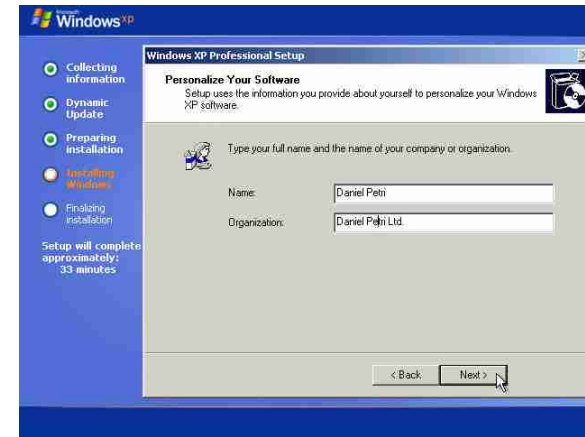 Microsoft
Windows xp
Collecting
information
Dynamic
Update
Preparing
installation
Installing
Windows
Finalizing
installation
Setup will complete
approximately:
33 minutes
Windows XP Professional Setup
Personalize Your Software
Setup uses the information you provide about yourself to personalize your Windows
XP software.
Type your full name and the name of your company or organization.
Name: Daniel Petri
Organization: Daniel Petri Ltd.
< Back Next >